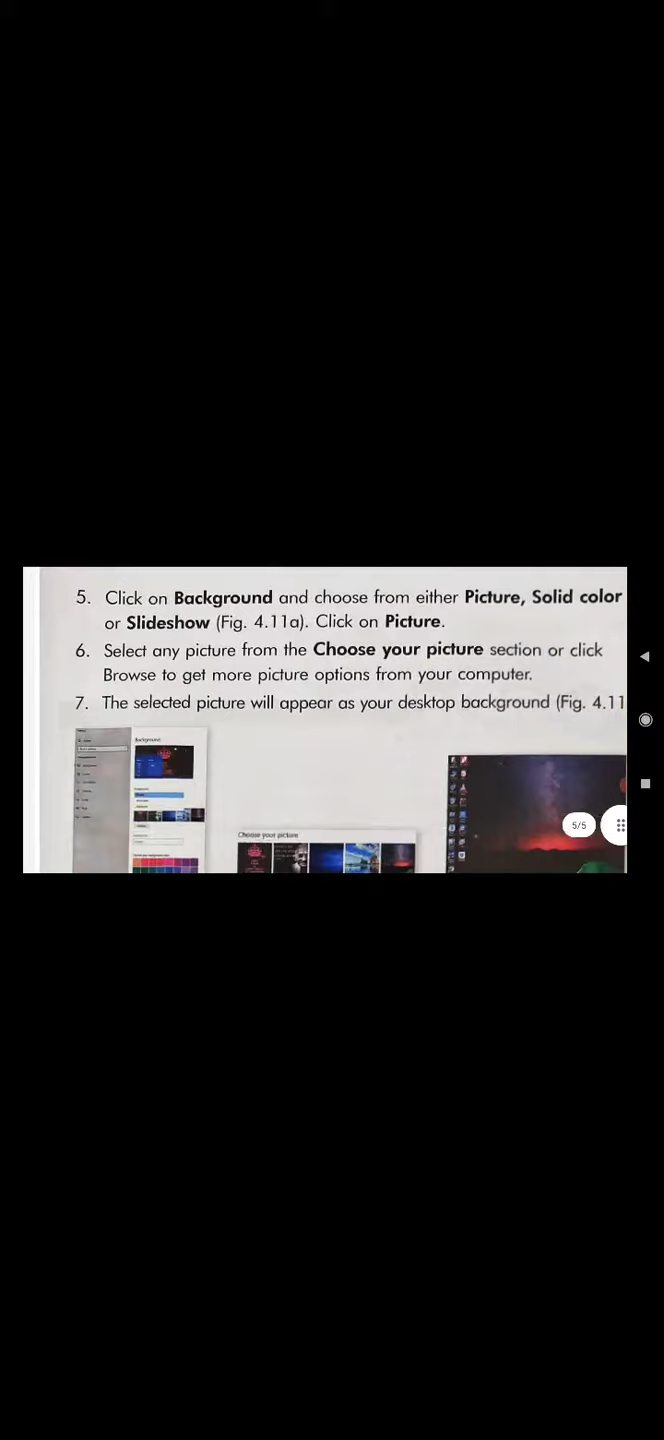 5. Click on Background and choose from either Picture, Solid color
or Slideshow (Fig. 4.11a). Click on Picture.
6. Select any picture from the Choose your picture section or click
Browse to get more picture options from your computer.
7. The selected picture will appear as your desktop background (Fig. 4.11
Background
Choose your picture
5/5